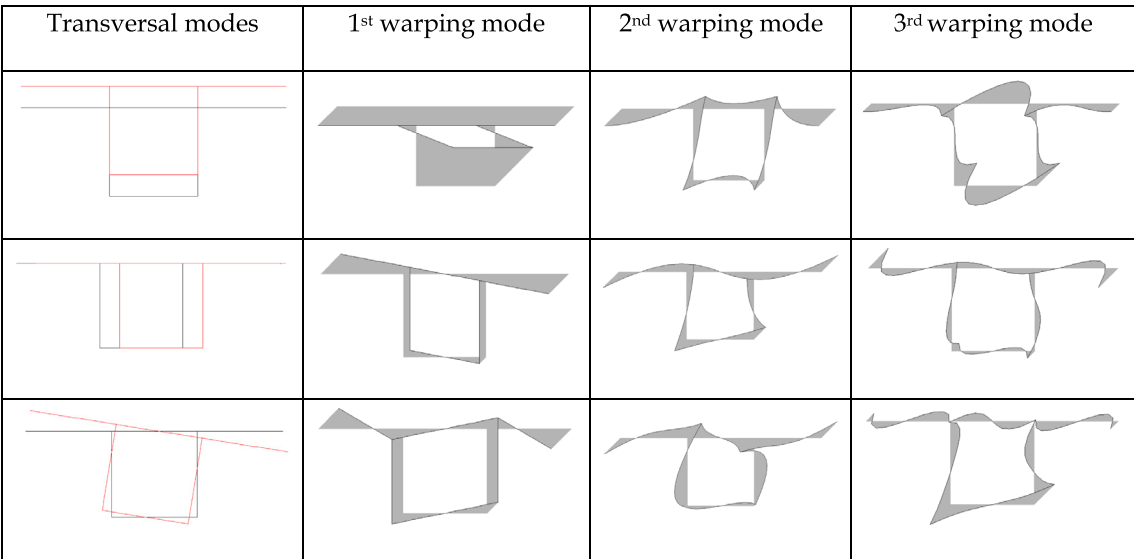 Transversal modes
1st warping mode
2nd warping mode
3rd warping mode